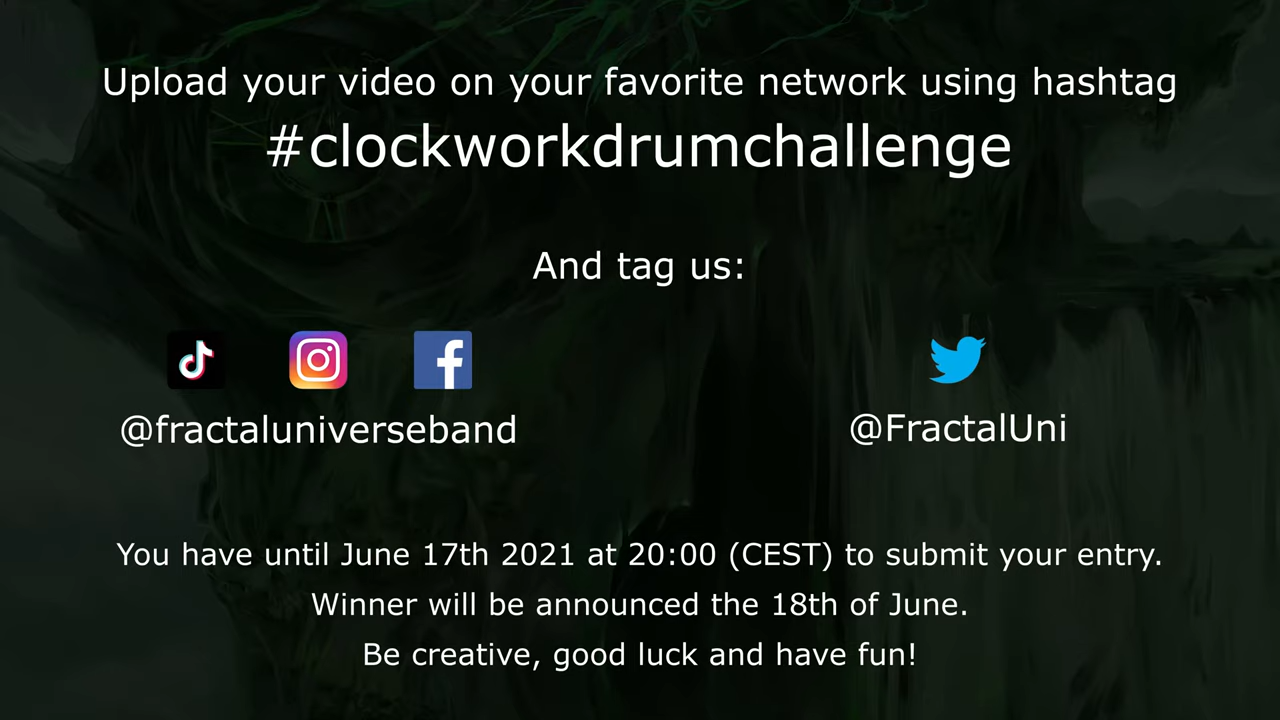 Upload your video on your favorite network using hashtag
#clockworkdrumchallenge
And tag us:
@fractaluniverseband
@FractalUni
You have until June 17th 2021 at 20:00 (CEST) to submit your entry.
Winner will be announced the 18th of June.
Be creative, good luck and have fun!